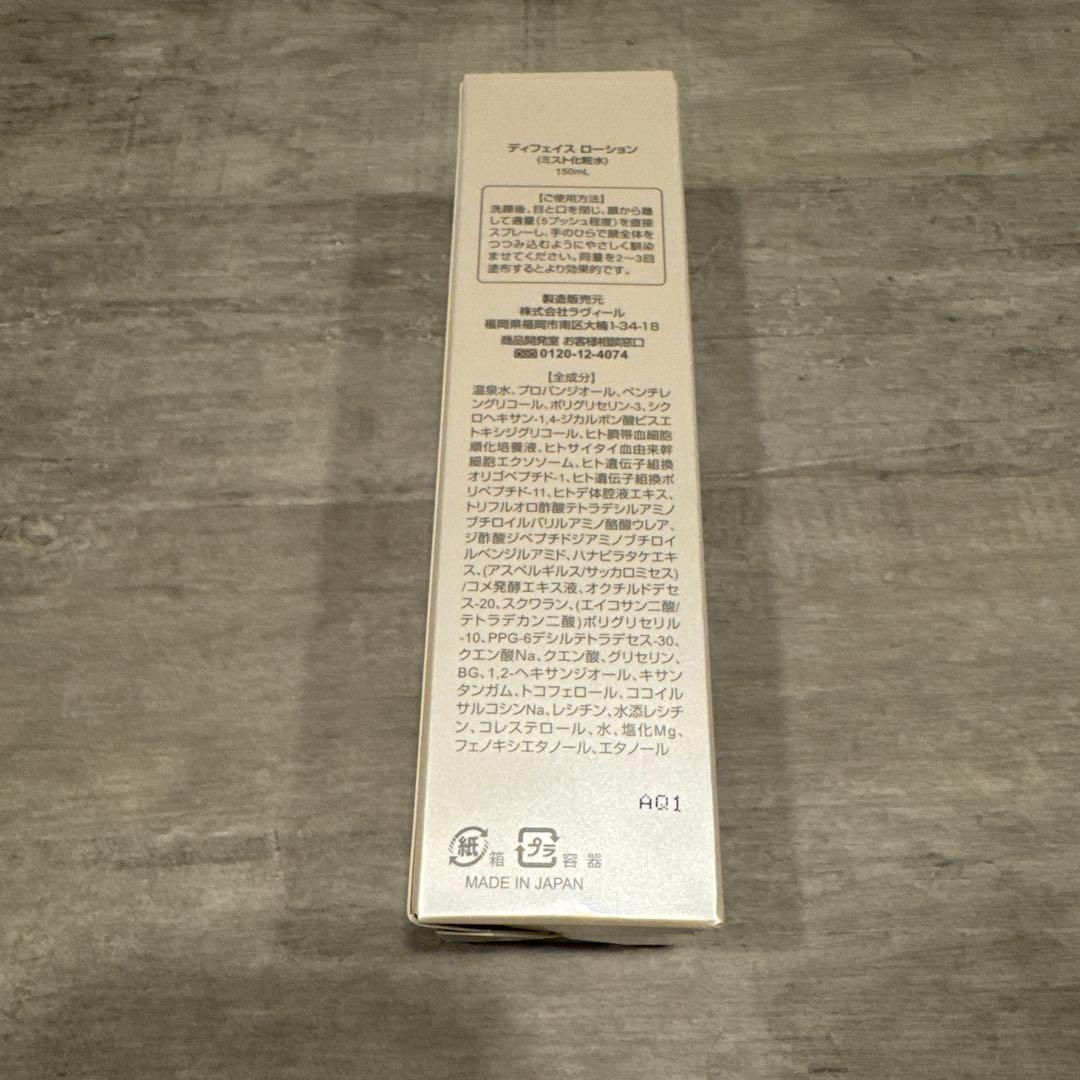 ディフェイス ローション
(ミスト化粧水)
150mL
【ご使用方法】
洗顔後、目と口を閉じ、顔から離
して適量(5プッシュ程度)を直接
スプレーし、手のひらで顔全体を
つつみ込むようにやさしく馴染
ませてください。同量を2〜3回
塗布するとより効果的です。
製造販売元
株式会社ラヴィール
福岡県福岡市南区大楠1-34-18
商品開発室 お客様相談窓口
0120-12-4074
【全成分】
温泉水、プロパンジオール、ペンチレ
ングリコール、ポリグリセリン-3、シク
ロヘキサン-1,4-ジカルボン酸ビスエ
トキシジグリコール、ヒト臍帯血細胞
順化培養液、ヒトサイタイ血由来幹
細胞エクソソーム、ヒト遺伝子組換
オリゴペプチド-1、ヒト遺伝子組換ポ
リペプチド-11、ヒトデ体腔液エキス、
トリフルオロ酢酸テトラデシルアミノ
ブチロイルバリルアミノ酪酸ウレア、
ジ酢酸ジペプチドジアミノブチロイ
ルベンジルアミド、ハナビラタケエキ
ス、(アスペルギルス/サッカロミセス)
/コメ発酵エキス液、オクチルドデセ
ス-20、スクワラン、(エイコサン二酸/
テトラデカン二酸)ポリグリセリル
-10、PPG-6デシルテトラデセス-30、
クエン酸Na、クエン酸、グリセリン、
BG、1,2-ヘキサンジオール、キサン
タンガム、トコフェロール、ココイル
サルコシンNa、レシチン、水添レシチ
ン、コレステロール、水、塩化Mg、
フェノキシエタノール、エタノール
AQ1
紙 箱 プラ 容器
MADE IN JAPAN